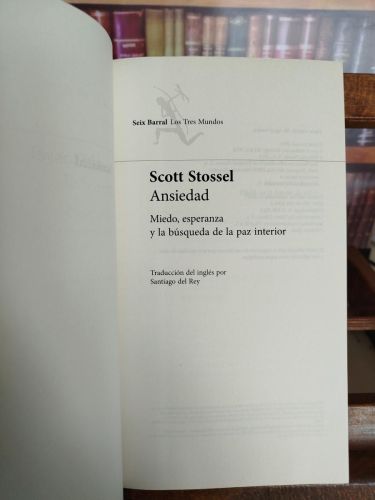 Seix Barral Los Tres Mundos
Scott Stossel
Ansiedad
Miedo, esperanza
y la búsqueda de la paz interior
Traducción del inglés por
Santiago del Rey